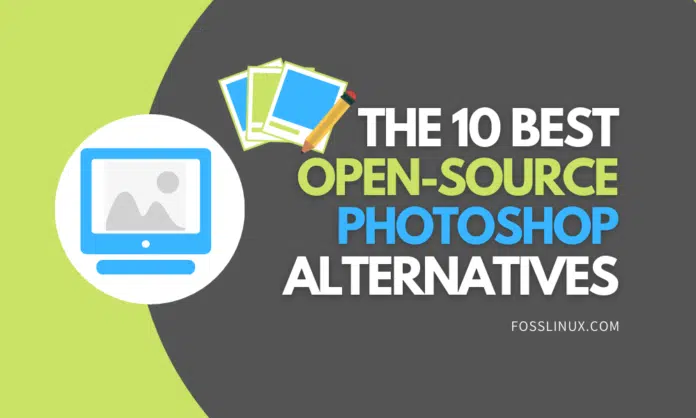 THE 10 BEST
OPEN-SOURCE
PHOTOSHOP
ALTERNATIVES
FOSSLINUX.COM